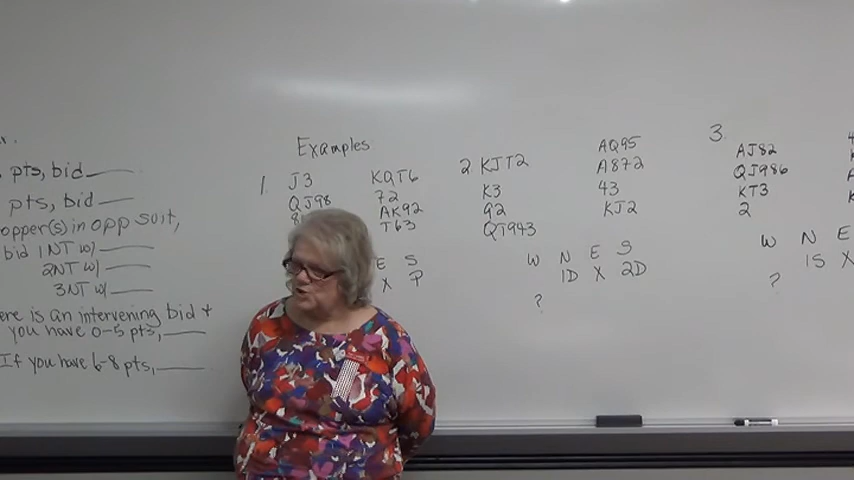 pts, bid
pts, bid
opper(s) in opp suit,
bid 1NT w/
2NT w/
3NT w/
ere is an intervening bid +
you have 0-5 pts,
If you have 6-8 pts,
Examples
1.
J3
QJ98
KQT6
72
AK92
T63
E S
X P
2 KJT2
K3
Q2
QT943
AQ95
A872
43
KJ2
W N E S
1D X 2D
?
3.
AJ82
QJ986
KT3
2
W N E
1S X
?